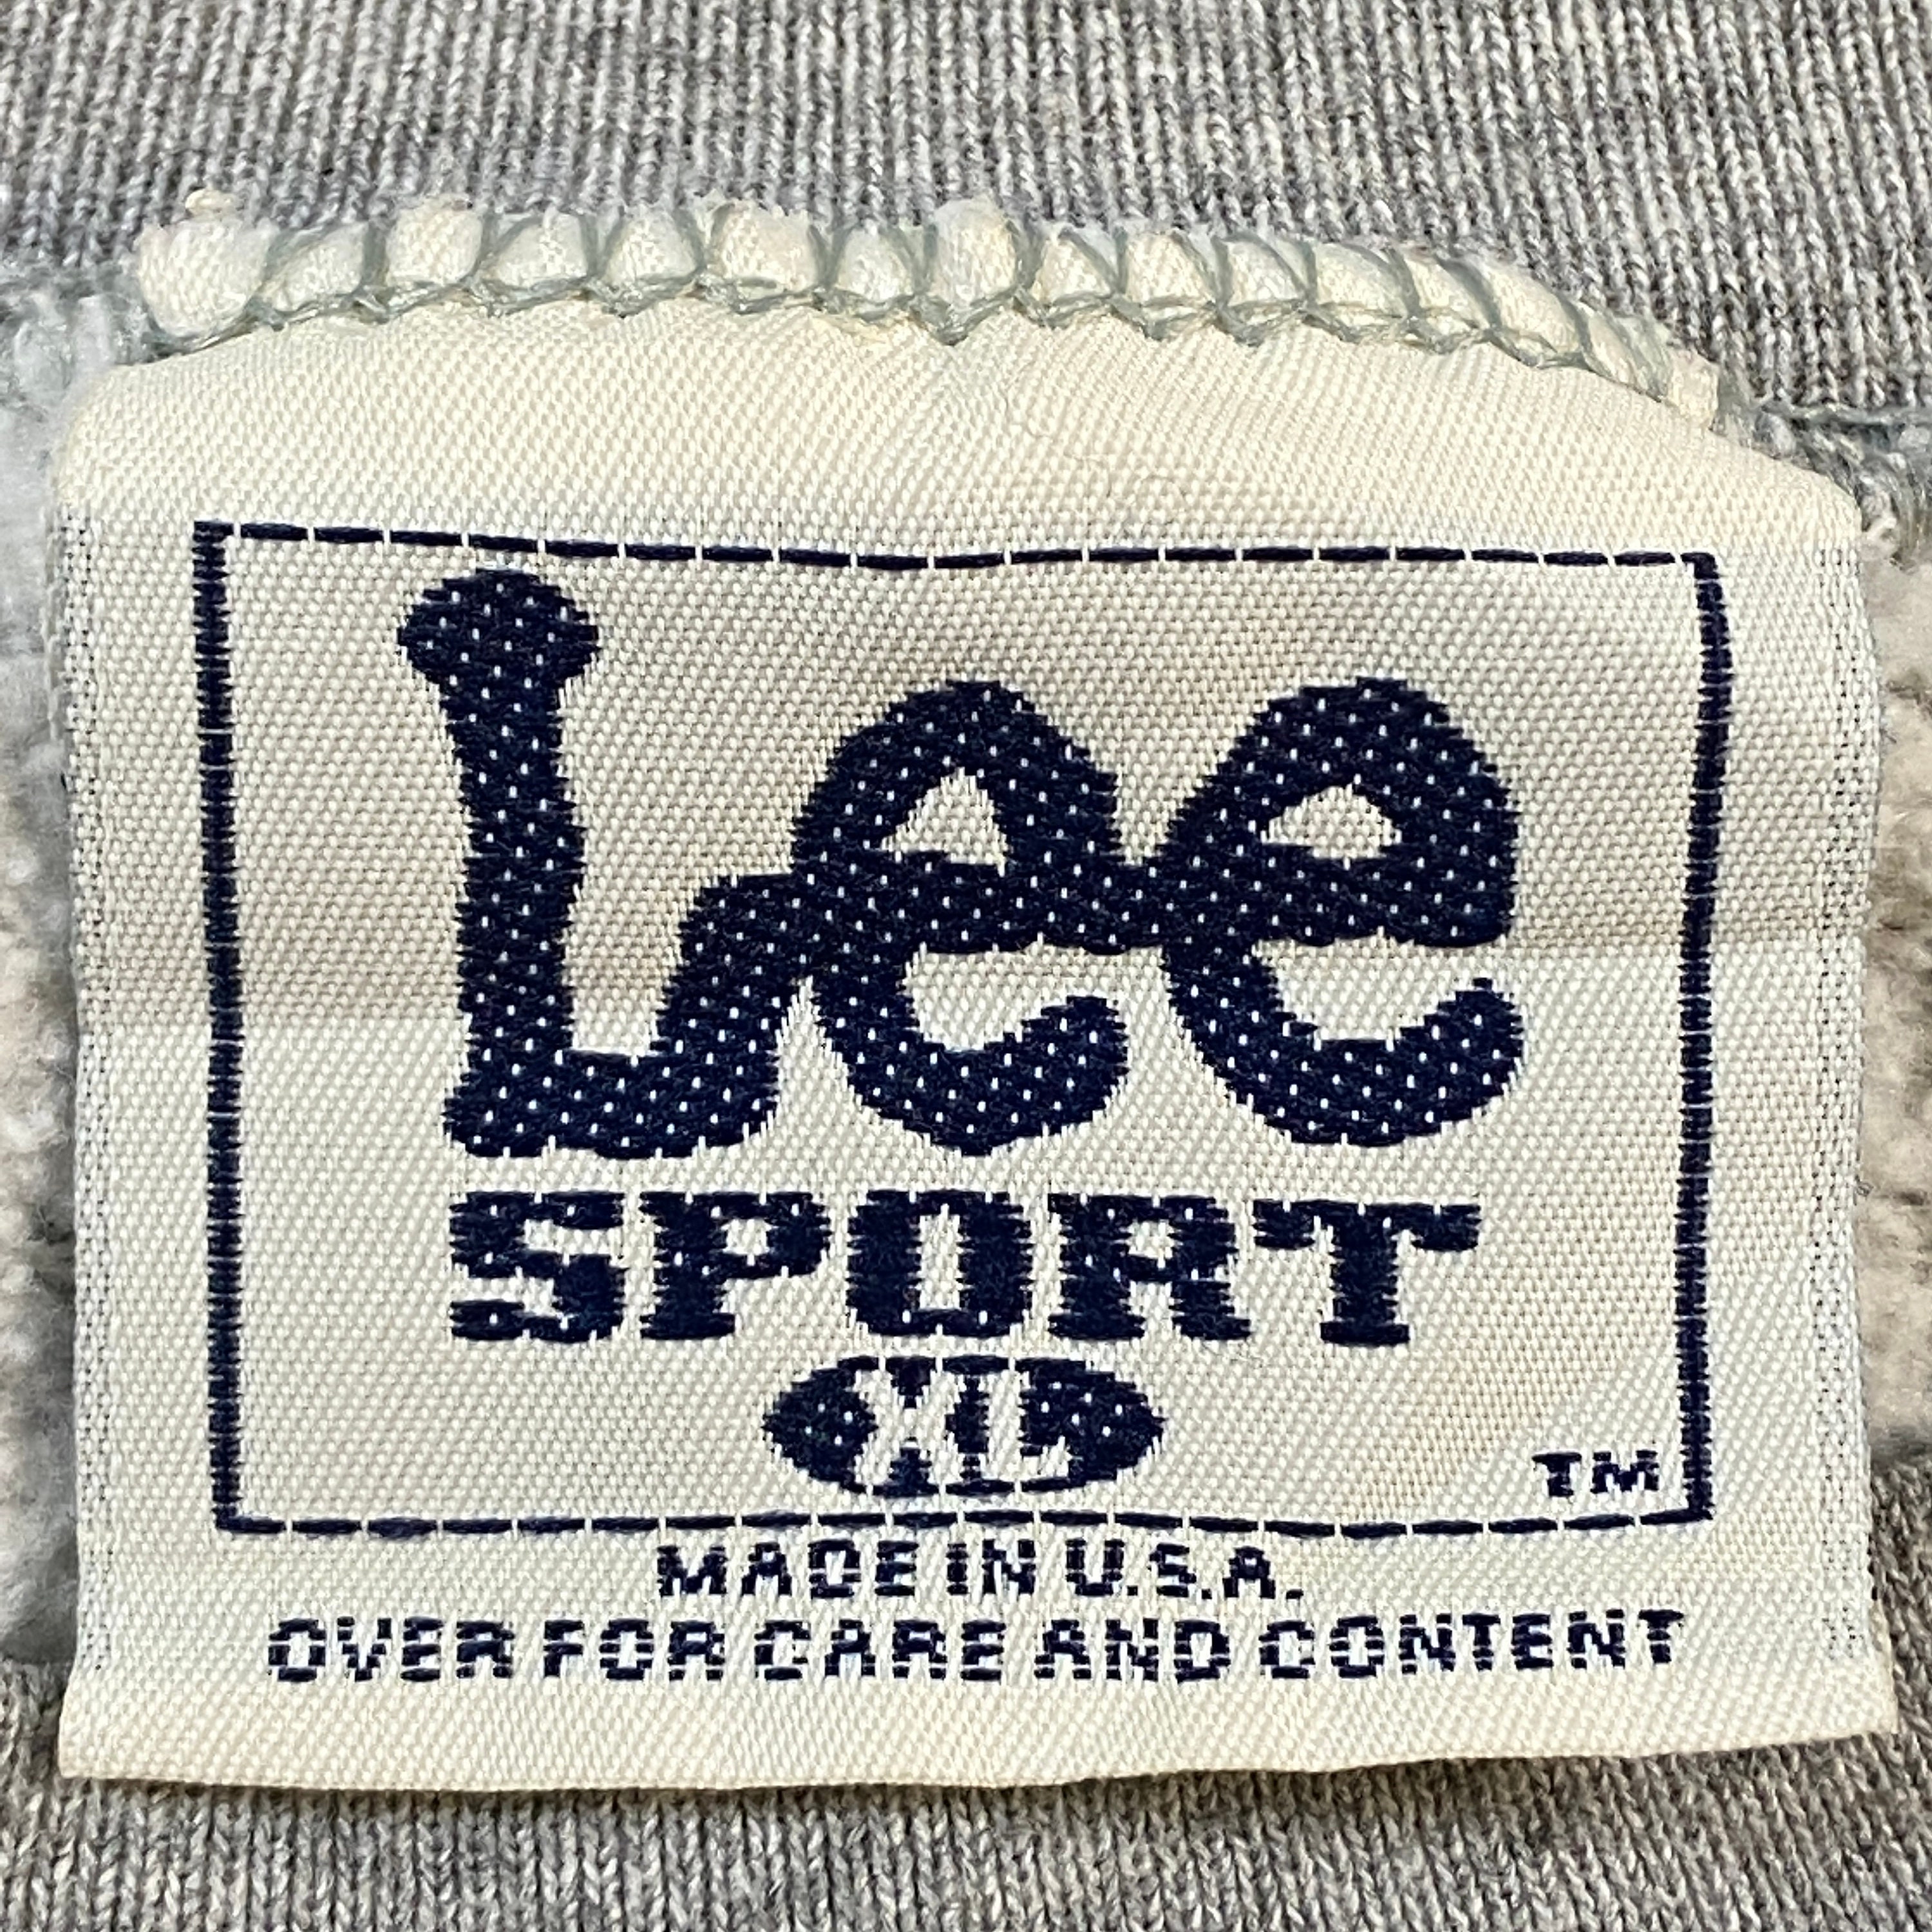 Lee
SPORT
XL
TM
MADE IN U.S.A.
OVER FOR CARE AND CONTENT